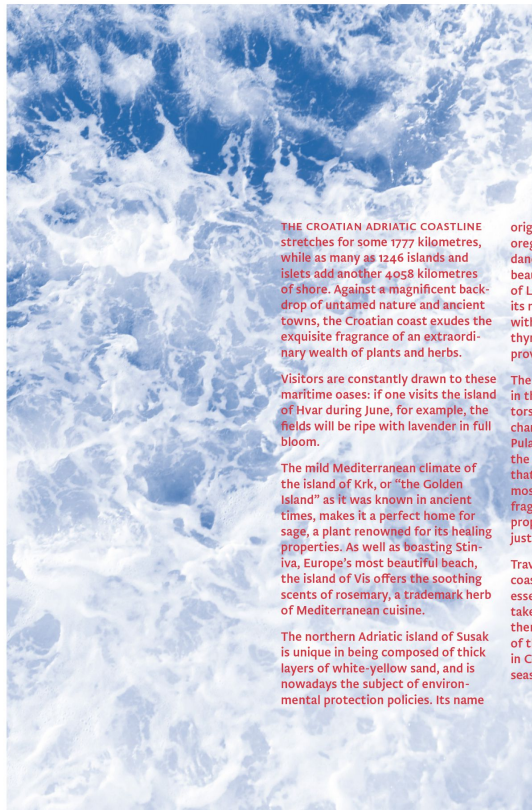 THE CROATIAN ADRIATIC COASTLINE
stretches for some 1777 kilometres,
while as many as 1246 islands and
islets add another 4058 kilometres
of shore. Against a magnificent back-
drop of untamed nature and ancient
towns, the Croatian coast exudes the
exquisite fragrance of an extraordi-
nary wealth of plants and herbs.
Visitors are constantly drawn to these
maritime oases: if one visits the island
of Hvar during June, for example, the
fields will be ripe with lavender in full
bloom.
The mild Mediterranean climate of
the island of Krk, or “the Golden
Island” as it was known in ancient
times, makes it a perfect home for
sage, a plant renowned for its healing
properties. As well as boasting Stin-
iva, Europe’s most beautiful beach,
the island of Vis offers the soothing
scents of rosemary, a trademark herb
of Mediterranean cuisine.
The northern Adriatic island of Susak
is unique in being composed of thick
layers of white-yellow sand, and is
nowadays the subject of environ-
mental protection policies. Its name